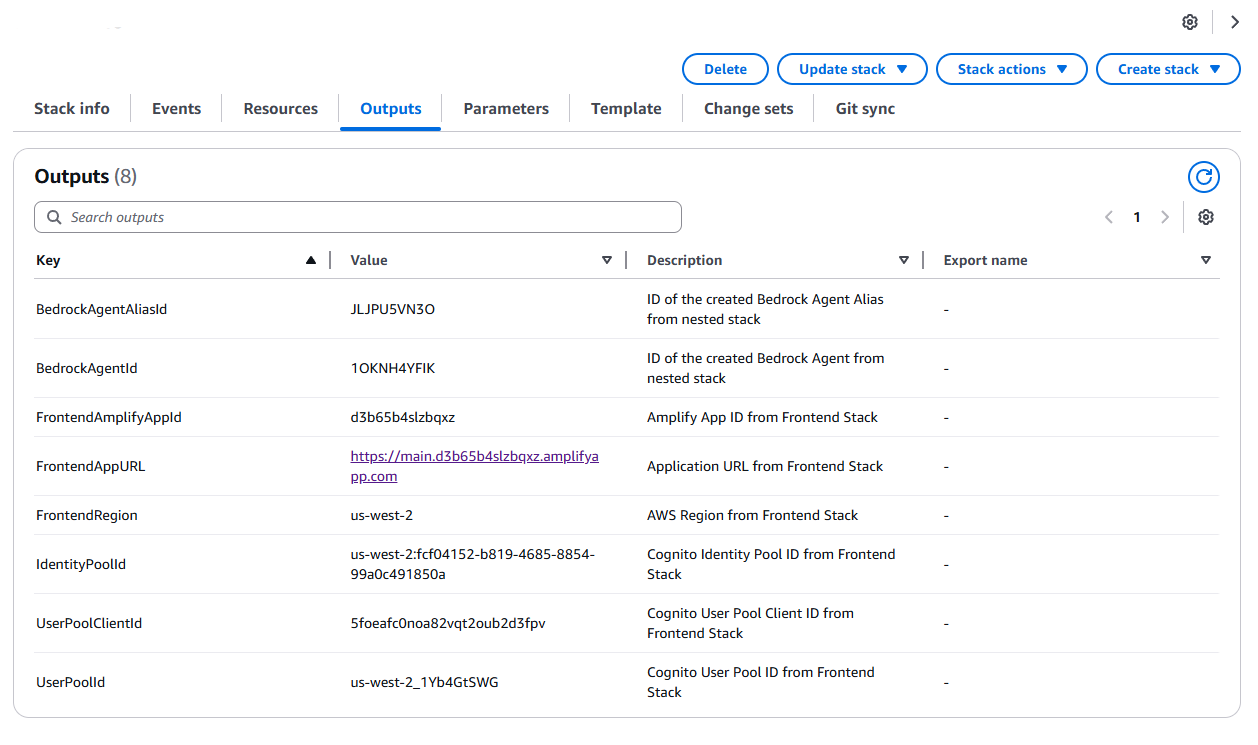 Delete
Update stack
Stack actions
Create stack
Stack info
Events
Resources
Outputs
Parameters
Template
Change sets
Git sync
Outputs (8)
Search outputs
1
Key
Value
Description
Export name
BedrockAgentAliasId
JLJPU5VN3O
ID of the created Bedrock Agent Alias
from nested stack
-
BedrockAgentId
1OKNH4YFIK
ID of the created Bedrock Agent from
nested stack
-
FrontendAmplifyAppId
d3b65b4slzbqxz
Amplify App ID from Frontend Stack
-
FrontendAppURL
https://main.d3b65b4slzbqxz.amplifya
pp.com
Application URL from Frontend Stack
-
FrontendRegion
us-west-2
AWS Region from Frontend Stack
-
IdentityPoolId
us-west-2:fcf04152-b819-4685-8854-
99a0c491850a
Cognito Identity Pool ID from Frontend
Stack
-
UserPoolClientId
5foeafc0noa82vqt2oub2d3fpv
Cognito User Pool Client ID from
Frontend Stack
-
UserPoolId
us-west-2_1Yb4GtSWG
Cognito User Pool ID from Frontend
Stack
-